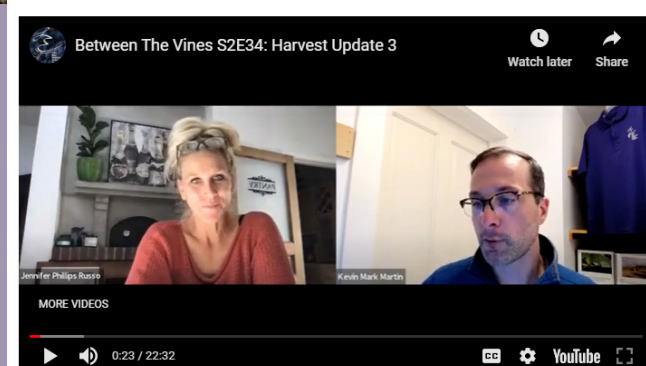 Between The Vines S2E34: Harvest Update 3
Watch later
Share
PANTRY
Jennifer Phillips Russo
Kevin Mark Martin
MORE VIDEOS
0:23 / 22:32
CC
YouTube